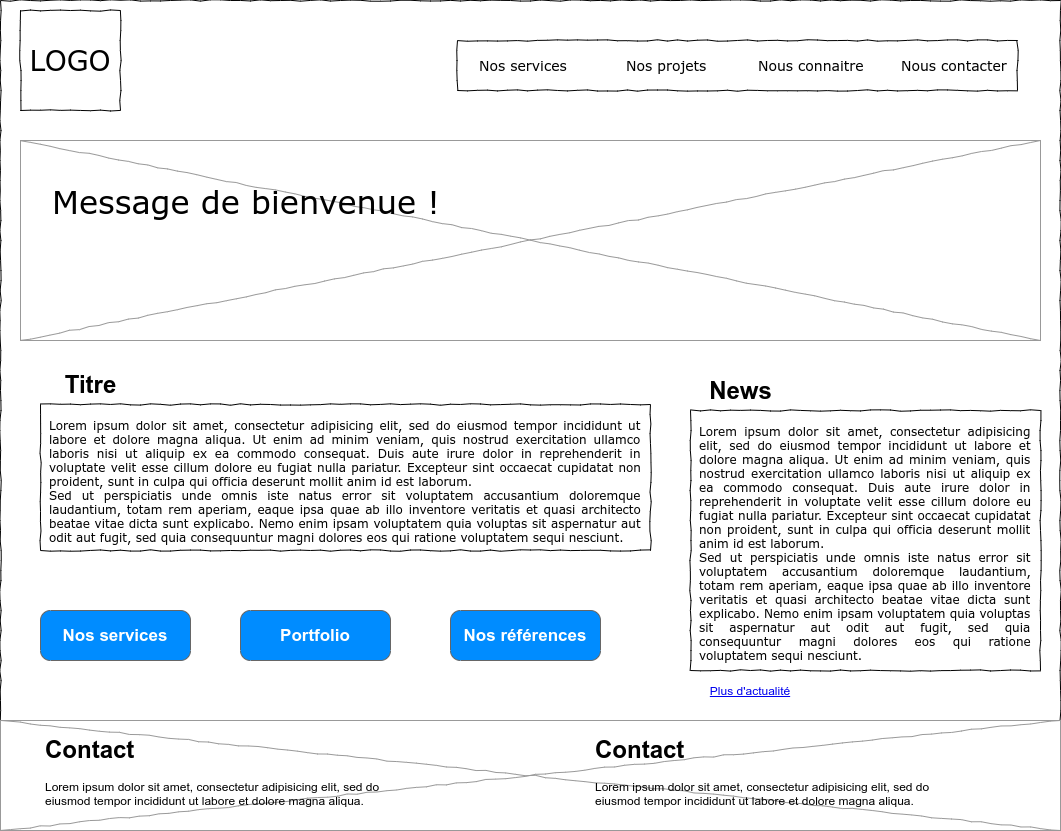 LOGO
Nos services
Nos projets
Nous connaitre
Nous contacter
Message de bienvenue !
Titre
Lorem ipsum dolor sit amet, consectetur adipisicing elit, sed do eiusmod tempor incididunt ut
labore et dolore magna aliqua. Ut enim ad minim veniam, quis nostrud exercitation ullamco
laboris nisi ut aliquip ex ea commodo consequat. Duis aute irure dolor in reprehenderit in
voluptate velit esse cillum dolore eu fugiat nulla pariatur. Excepteur sint occaecat cupidatat non
proident, sunt in culpa qui officia deserunt mollit anim id est laborum.
Sed ut perspiciatis unde omnis iste natus error sit voluptatem accusantium doloremque
laudantium, totam rem aperiam, eaque ipsa quae ab illo inventore veritatis et quasi architecto
beatae vitae dicta sunt explicabo. Nemo enim ipsam voluptatem quia voluptas sit aspernatur aut
odit aut fugit, sed quia consequuntur magni dolores eos qui ratione voluptatem sequi nesciunt.
Nos services
Portfolio
Nos références
News
Lorem ipsum dolor sit amet, consectetur adipisicing
elit, sed do eiusmod tempor incididunt ut labore et
dolore magna aliqua. Ut enim ad minim veniam, quis
nostrud exercitation ullamco laboris nisi ut aliquip ex
ea commodo consequat. Duis aute irure dolor in
reprehenderit in voluptate velit esse cillum dolore eu
fugiat nulla pariatur. Excepteur sint occaecat cupidatat
non proident, sunt in culpa qui officia deserunt mollit
anim id est laborum.
Sed ut perspiciatis unde omnis iste natus error sit
voluptatem accusantium doloremque laudantium,
totam rem aperiam, eaque ipsa quae ab illo inventore
veritatis et quasi architecto beatae vitae dicta sunt
explicabo. Nemo enim ipsam voluptatem quia voluptas
sit aspernatur aut odit aut fugit, sed quia
consequuntur magni dolores eos qui ratione
voluptatem sequi nesciunt.
Plus d'actualité
Contact
Lorem ipsum dolor sit amet, consectetur adipisicing elit, sed do
eiusmod tempor incididunt ut labore et dolore magna aliqua.
Contact
Lorem ipsum dolor sit amet, consectetur adipisicing elit, sed do
eiusmod tempor incididunt ut labore et dolore magna aliqua.